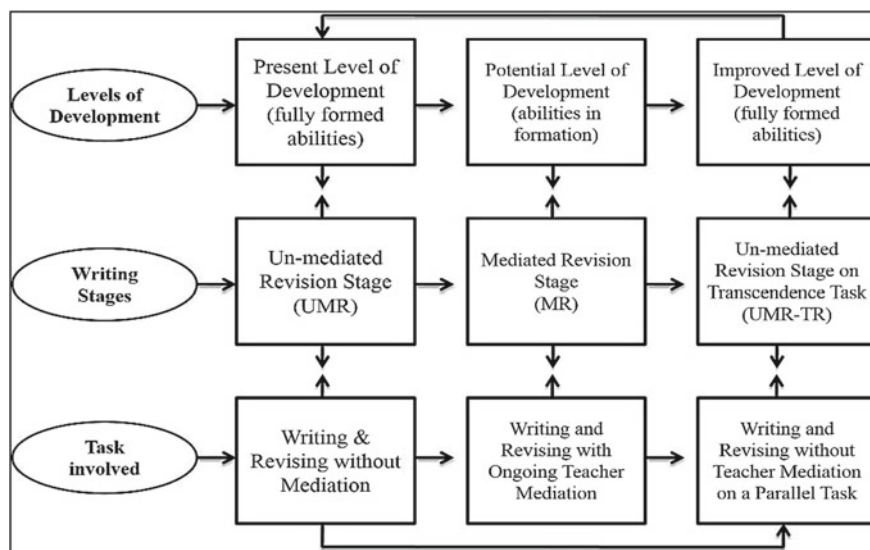 Levels of
Development
Present Level of
Development
(fully formed
abilities)
Potential Level of
Development
(abilities in
formation)
Improved Level of
Development
(fully formed
abilities)
Writing
Stages
Un-mediated
Revision Stage
(UMR)
Mediated Revision
Stage
(MR)
Un-mediated
Revision Stage on
Transcendence Task
(UMR-TR)
Task
involved
Writing &
Revising without
Mediation
Writing and
Revising with
Ongoing Teacher
Mediation
Writing and
Revising without
Teacher Mediation
on a Parallel Task